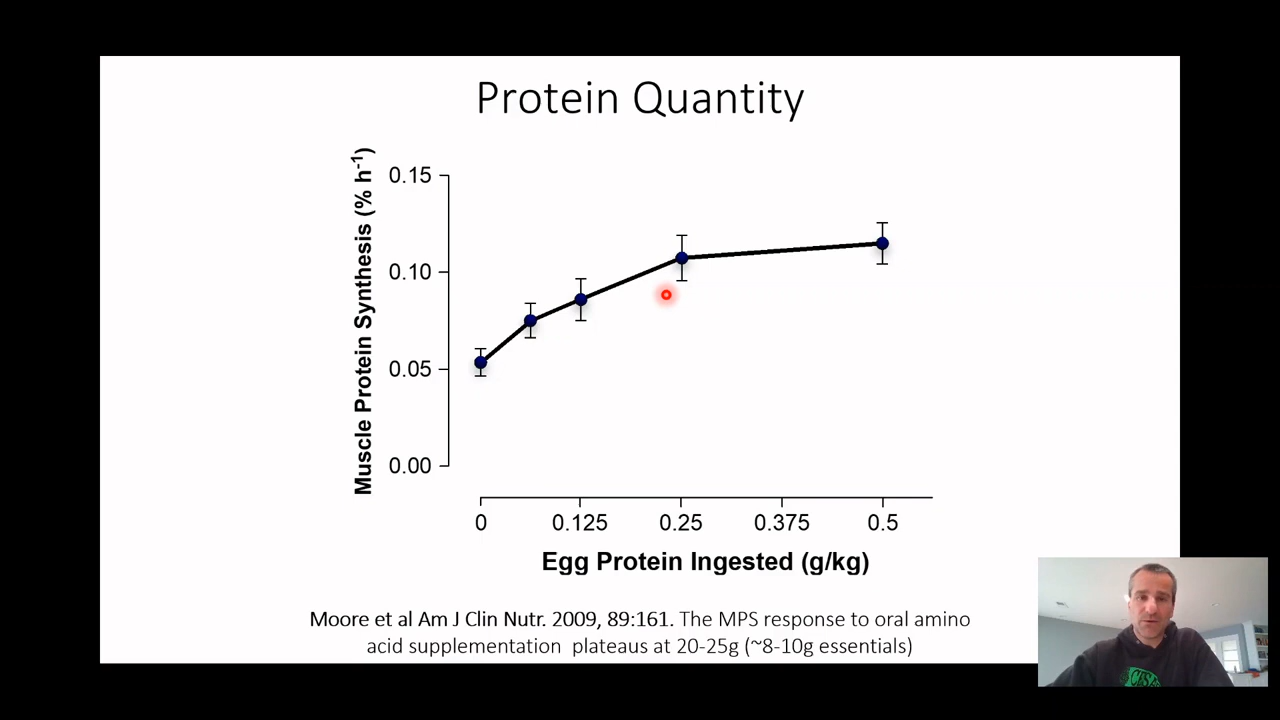 Protein Quantity
Muscle Protein Synthesis (% h⁻¹)
0.15
0.10
0.05
0.00
0 0.125 0.25 0.375 0.5
Egg Protein Ingested (g/kg)
Moore et al Am J Clin Nutr. 2009, 89:161. The MPS response to oral amino
acid supplementation plateaus at 20-25g (~8-10g essentials)